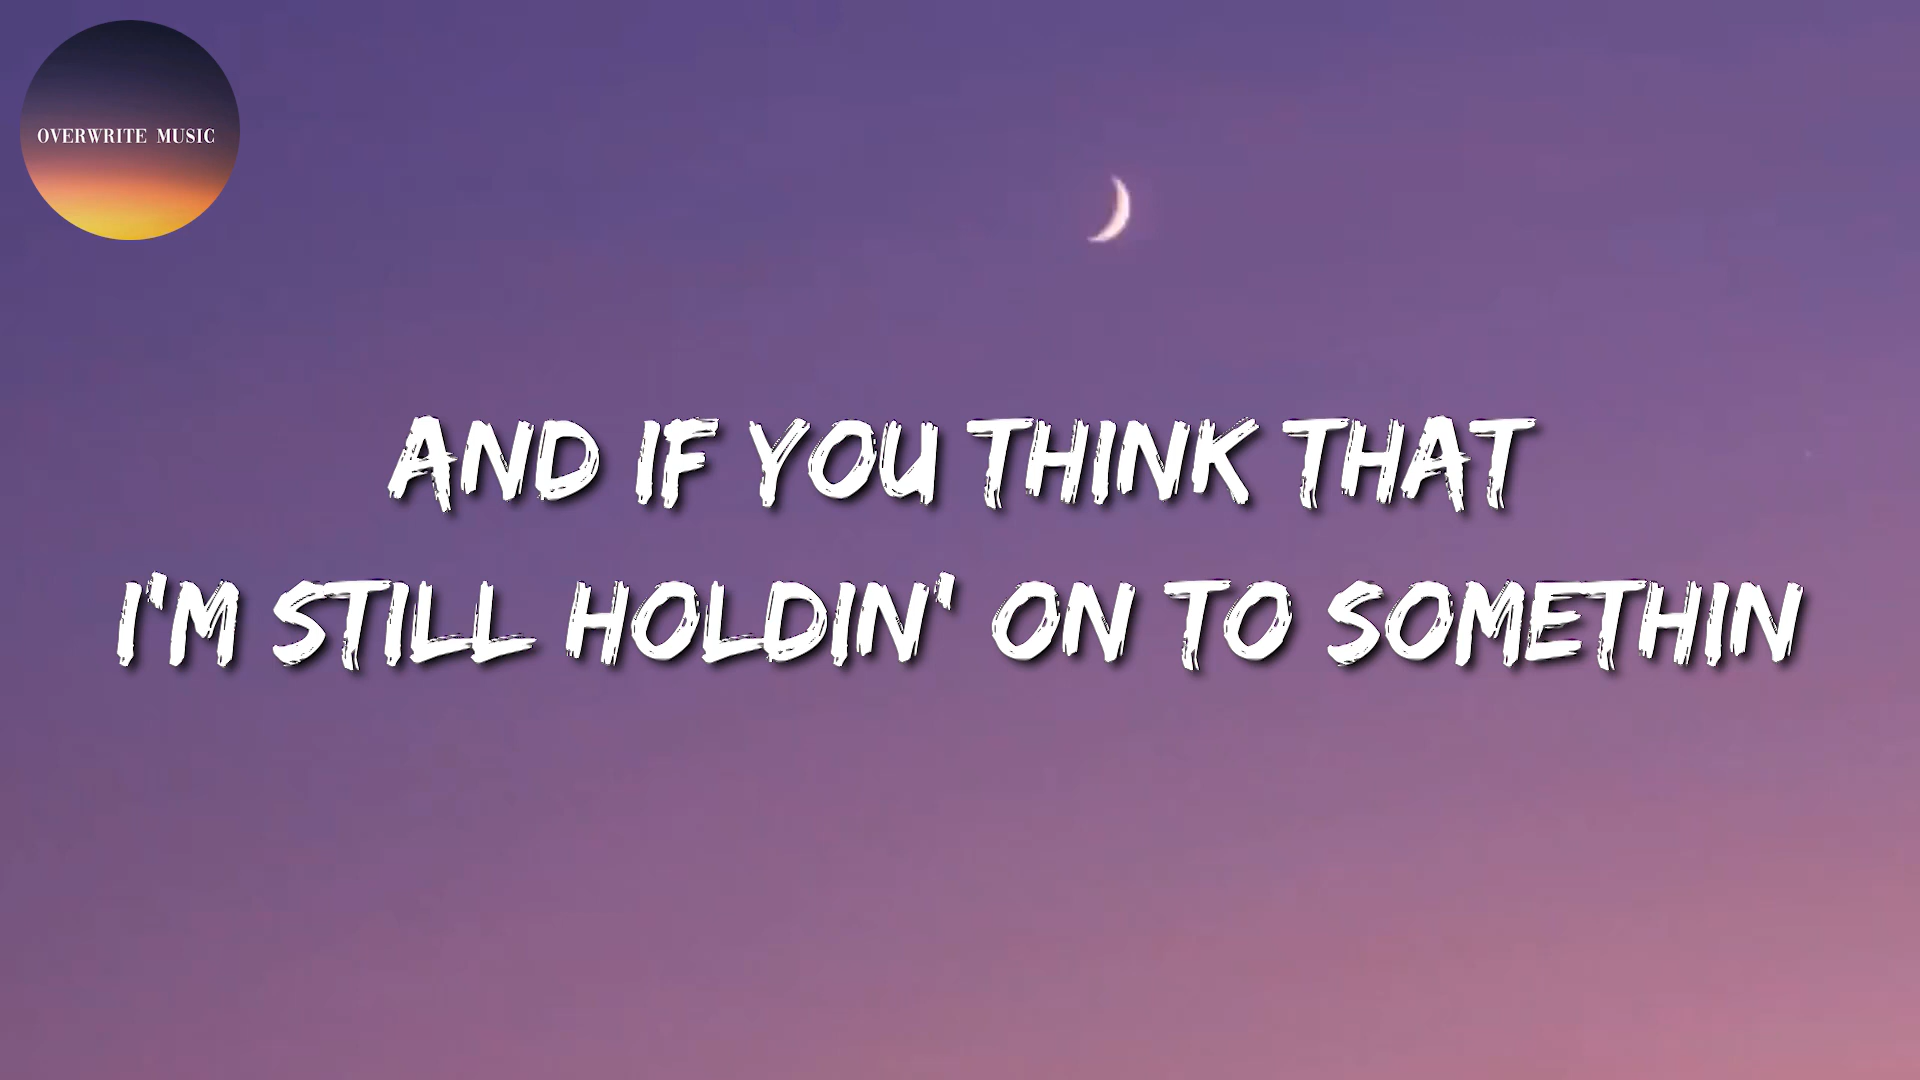 OVERWRITE MUSIC
AND IF YOU THINK THAT
I'M STILL HOLDIN' ON TO SOMETHIN